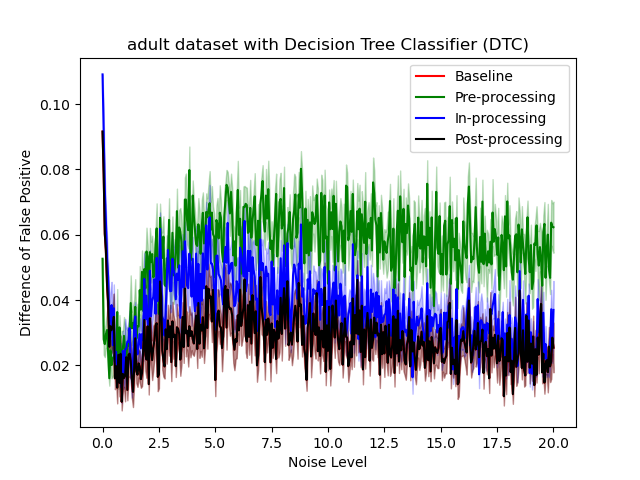 adult dataset with Decision Tree Classifier (DTC)
Baseline
Pre-processing
In-processing
Post-processing
Difference of False Positive
0.10
0.08
0.06
0.04
0.02
0.0 2.5 5.0 7.5 10.0 12.5 15.0 17.5 20.0
Noise Level